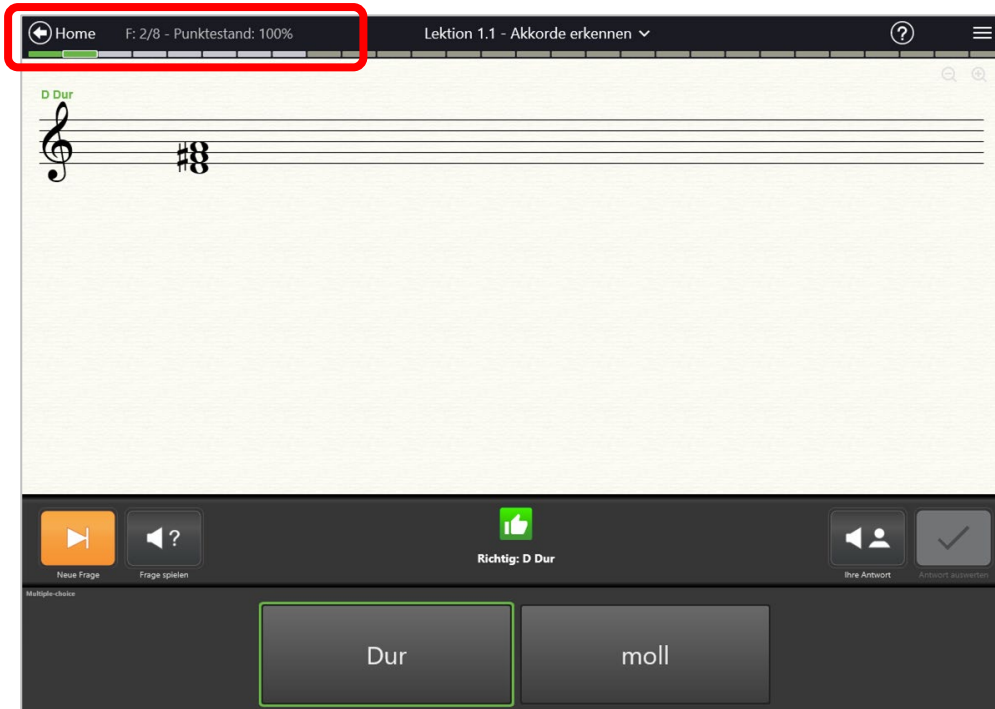 Home F: 2/8 - Punktestand: 100% Lektion 1.1 - Akkorde erkennen ?
D Dur
?
Richtig: D Dur
Neue Frage Frage spielen Ihre Antwort Antwort auswerten
Multiple-choice
Dur moll